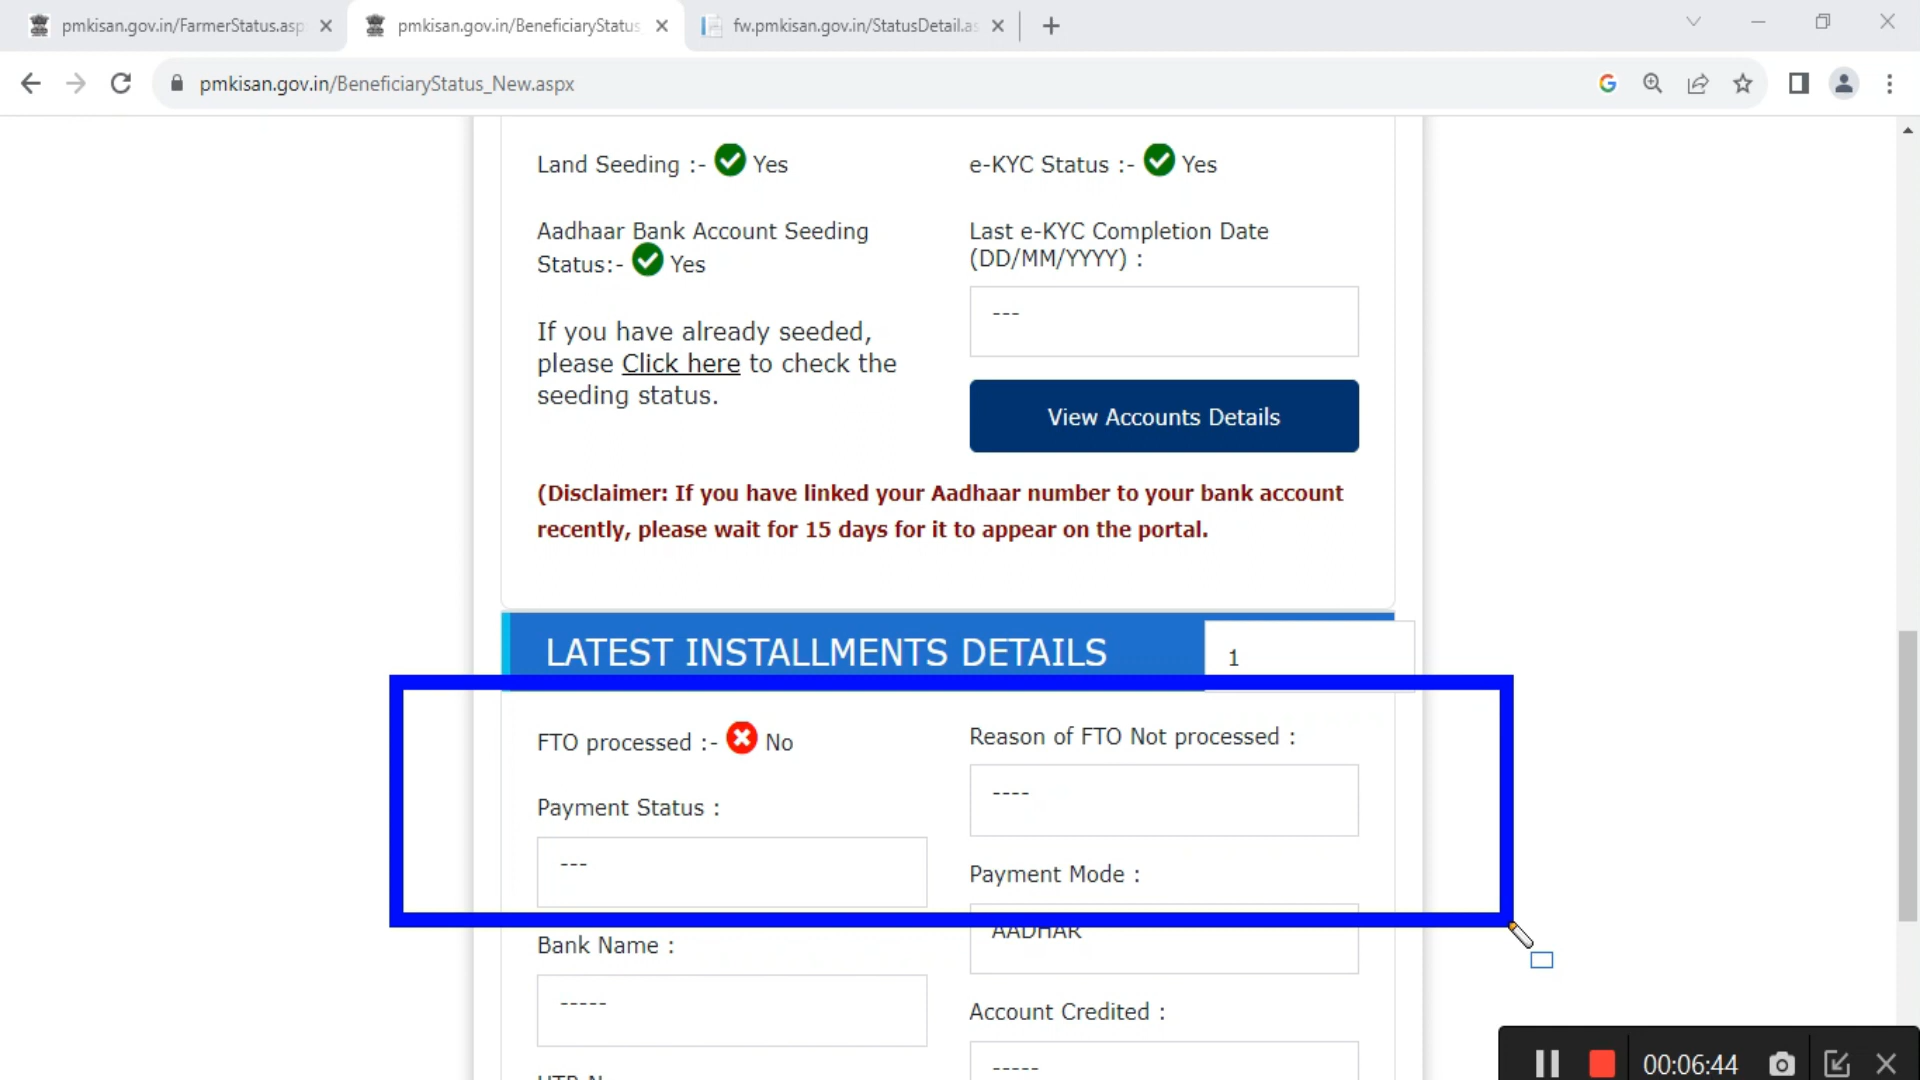 pmkisan.gov.in/FarmerStatus.asp
pmkisan.gov.in/BeneficiaryStatus_
fw.pmkisan.gov.in/StatusDetail.as
pmkisan.gov.in/BeneficiaryStatus_New.aspx
Land Seeding :- Yes
e-KYC Status :- Yes
Aadhaar Bank Account Seeding
Status:- Yes
Last e-KYC Completion Date
(DD/MM/YYYY) :
---
If you have already seeded,
please Click here to check the
seeding status.
View Accounts Details
(Disclaimer: If you have linked your Aadhaar number to your bank account
recently, please wait for 15 days for it to appear on the portal.
LATEST INSTALLMENTS DETAILS
1
FTO processed :- No
Reason of FTO Not processed :
----
Payment Status :
---
Payment Mode :
AADHAR
Bank Name :
-----
Account Credited :
-----
00:06:44